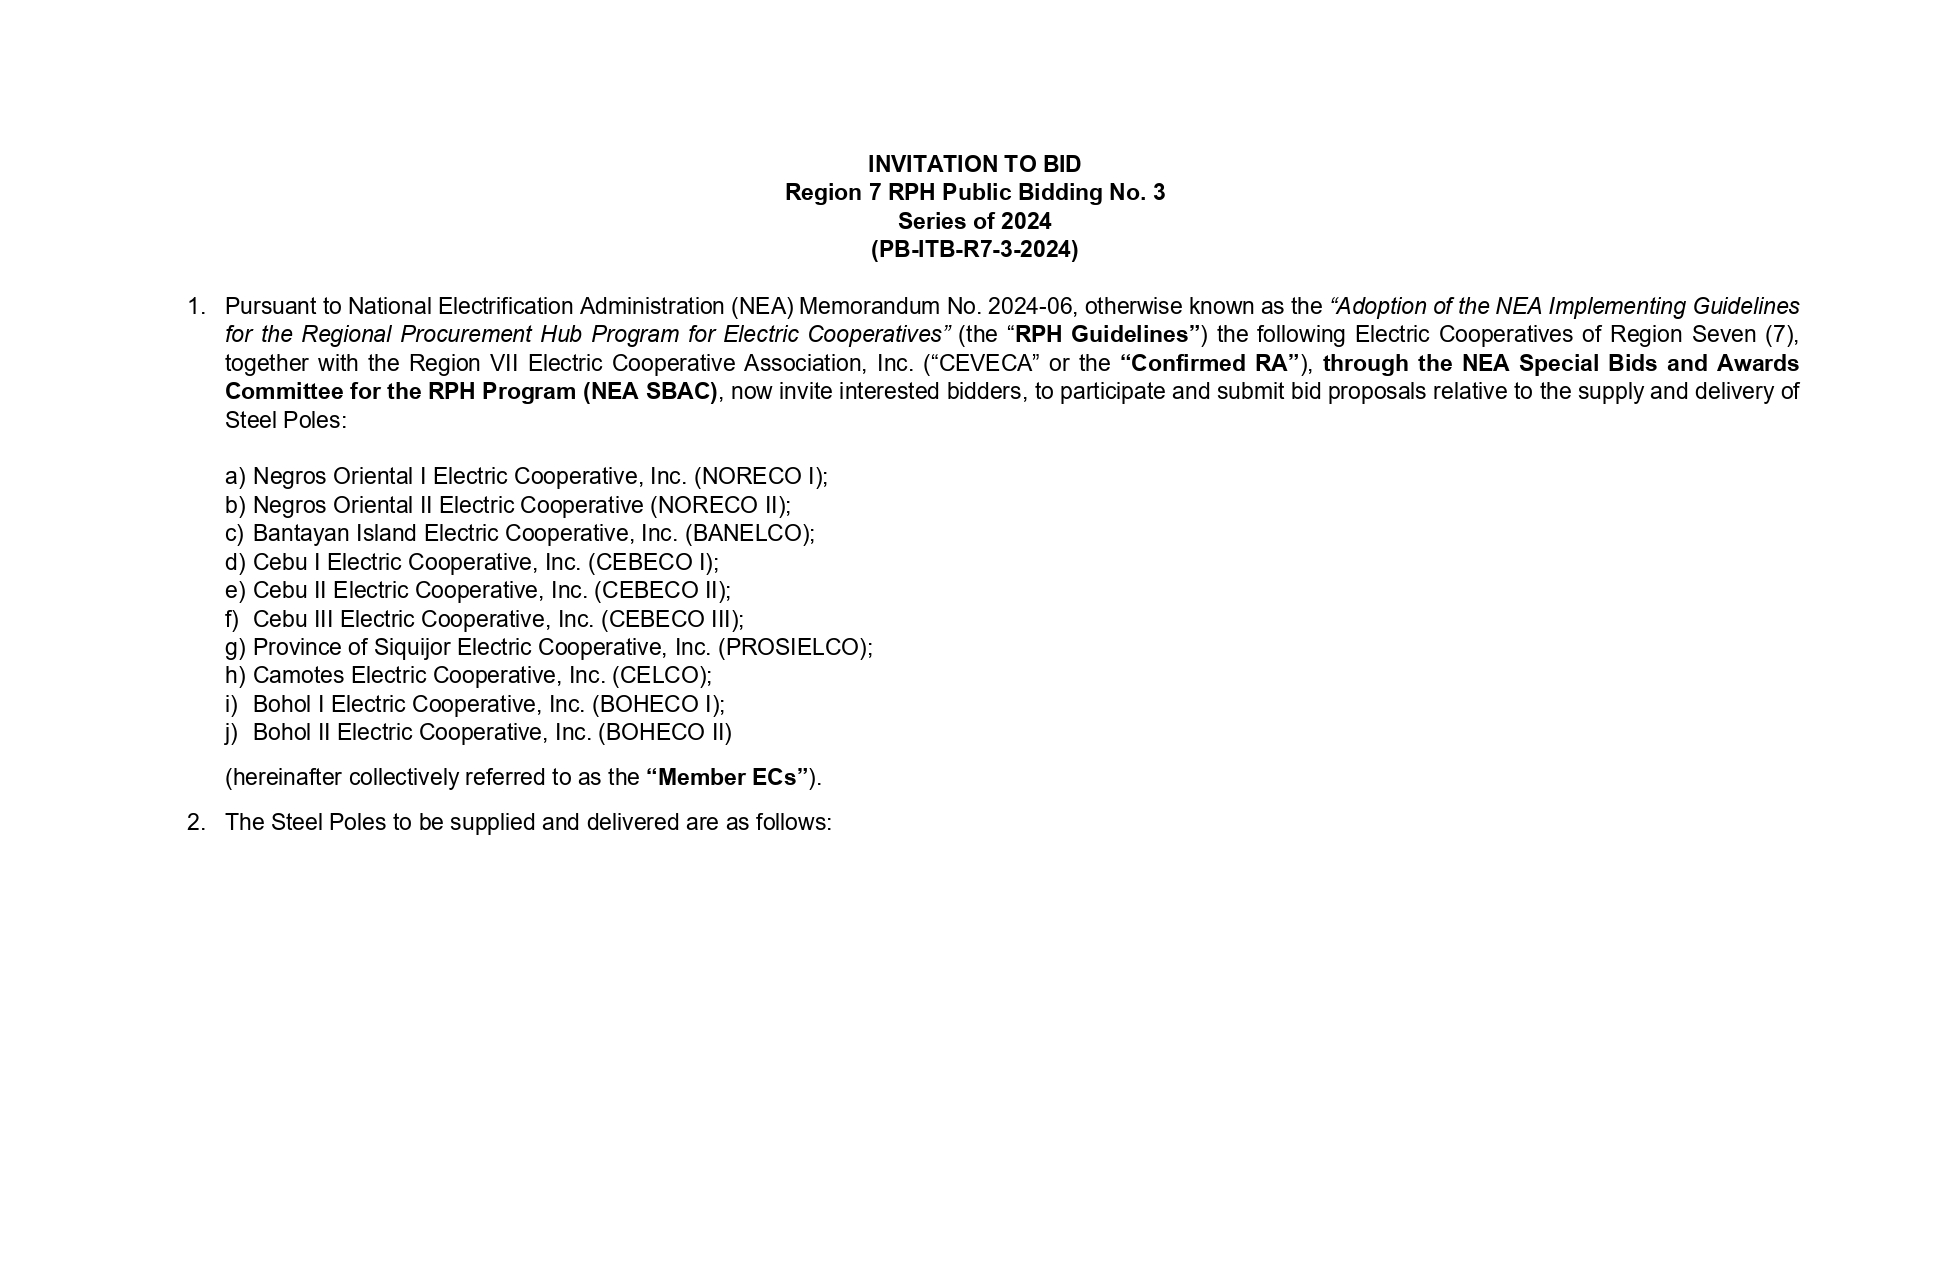 INVITATION TO BID
Region 7 RPH Public Bidding No. 3
Series of 2024
(PB-ITB-R7-3-2024)
1. Pursuant to National Electrification Administration (NEA) Memorandum No. 2024-06, otherwise known as the “Adoption of the NEA Implementing Guidelines
for the Regional Procurement Hub Program for Electric Cooperatives” (the “RPH Guidelines”) the following Electric Cooperatives of Region Seven (7),
together with the Region VII Electric Cooperative Association, Inc. (“CEVECA” or the “Confirmed RA”), through the NEA Special Bids and Awards
Committee for the RPH Program (NEA SBAC), now invite interested bidders, to participate and submit bid proposals relative to the supply and delivery of
Steel Poles:
a) Negros Oriental I Electric Cooperative, Inc. (NORECO I);
b) Negros Oriental II Electric Cooperative (NORECO II);
c) Bantayan Island Electric Cooperative, Inc. (BANELCO);
d) Cebu I Electric Cooperative, Inc. (CEBECO I);
e) Cebu II Electric Cooperative, Inc. (CEBECO II);
f) Cebu III Electric Cooperative, Inc. (CEBECO III);
g) Province of Siquijor Electric Cooperative, Inc. (PROSIELCO);
h) Camotes Electric Cooperative, Inc. (CELCO);
i) Bohol I Electric Cooperative, Inc. (BOHECO I);
j) Bohol II Electric Cooperative, Inc. (BOHECO II)
(hereinafter collectively referred to as the “Member ECs”).
2. The Steel Poles to be supplied and delivered are as follows: